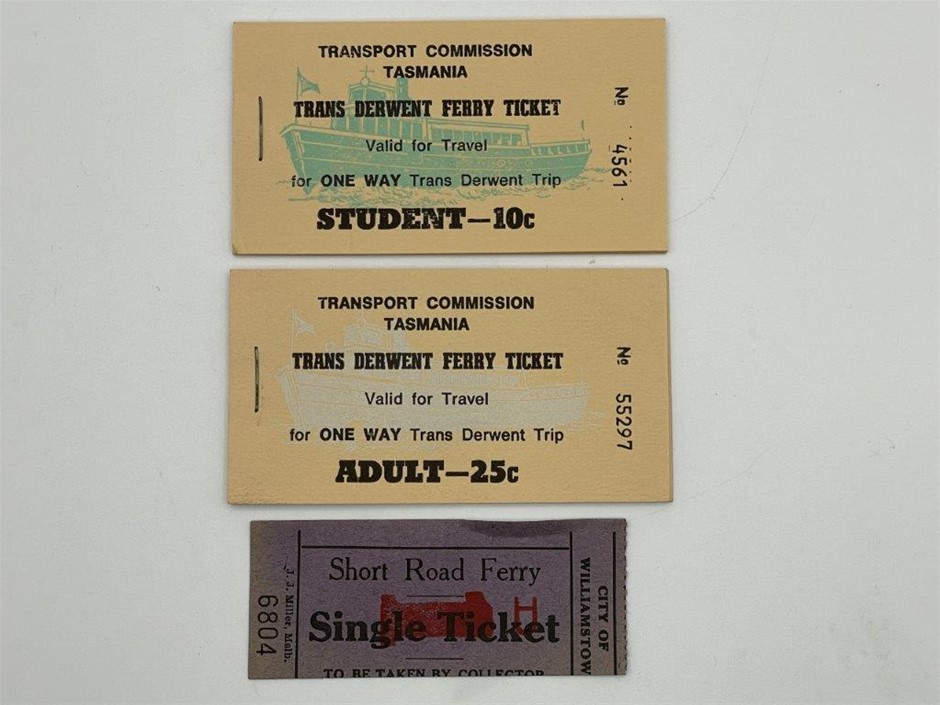 TRANSPORT COMMISSION
TASMANIA
TRANS DERWENT FERRY TICKET
Valid for Travel
for ONE WAY Trans Derwent Trip
STUDENT—10c
No 4561
TRANSPORT COMMISSION
TASMANIA
TRANS DERWENT FERRY TICKET
Valid for Travel
for ONE WAY Trans Derwent Trip
ADULT—25c
No 55297
6804
J. J. Miller, Melb.
Short Road Ferry
H
Single Ticket
TO BE TAKEN BY COLLECTOR
CITY OF
WILLIAMSTOW